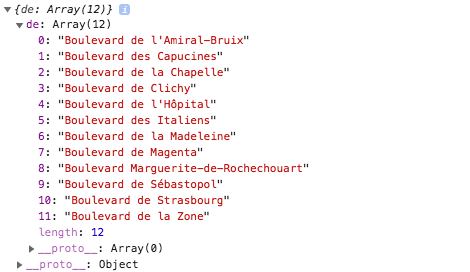 ▼{de: Array(12)} i
▼de: Array(12)
0: "Boulevard de l'Amiral-Bruix"
1: "Boulevard des Capucines"
2: "Boulevard de la Chapelle"
3: "Boulevard de Clichy"
4: "Boulevard de l'Hôpital"
5: "Boulevard des Italiens"
6: "Boulevard de la Madeleine"
7: "Boulevard de Magenta"
8: "Boulevard Marguerite-de-Rochechouart"
9: "Boulevard de Sébastopol"
10: "Boulevard de Strasbourg"
11: "Boulevard de la Zone"
length: 12
▶__proto__: Array(0)
▶__proto__: Object